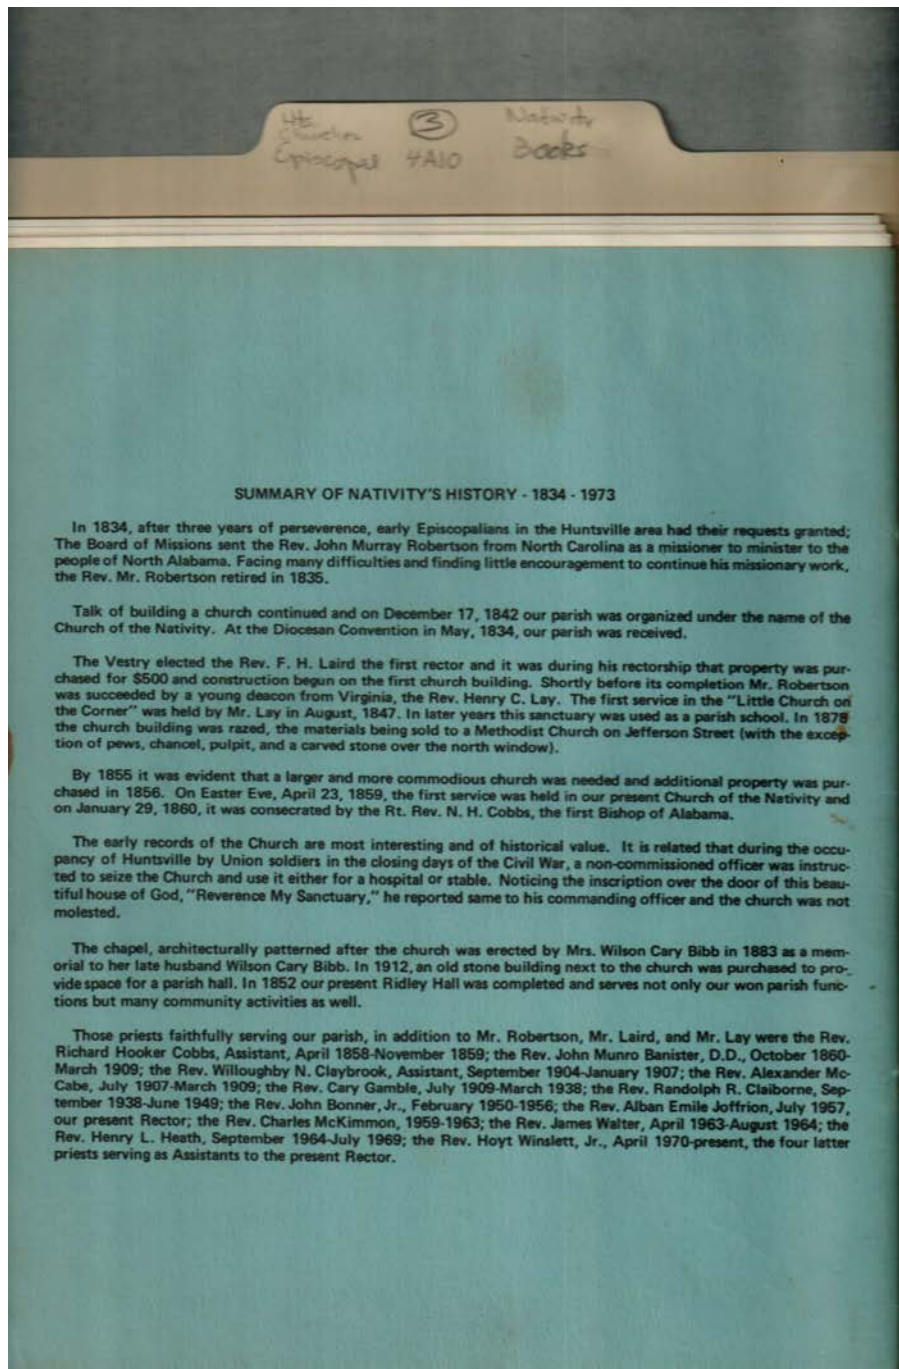 Hts.
Churches
Episcopal
3
4A10
Nativity
Books
SUMMARY OF NATIVITY'S HISTORY - 1834 - 1973
In 1834, after three years of perseverence, early Episcopalians in the Huntsville area had their requests granted;
The Board of Missions sent the Rev. John Murray Robertson from North Carolina as a missioner to minister to the
people of North Alabama. Facing many difficulties and finding little encouragement to continue his missionary work,
the Rev. Mr. Robertson retired in 1835.
Talk of building a church continued and on December 17, 1842 our parish was organized under the name of the
Church of the Nativity. At the Diocesan Convention in May, 1834, our parish was received.
The Vestry elected the Rev. F. H. Laird the first rector and it was during his rectorship that property was pur-
chased for $500 and construction begun on the first church building. Shortly before its completion Mr. Robertson
was succeeded by a young deacon from Virginia, the Rev. Henry C. Lay. The first service in the "Little Church on
the Corner" was held by Mr. Lay in August, 1847. In later years this sanctuary was used as a parish school. In 1878
the church building was razed, the materials being sold to a Methodist Church on Jefferson Street (with the excep-
tion of pews, chancel, pulpit, and a carved stone over the north window).
By 1855 it was evident that a larger and more commodious church was needed and additional property was pur-
chased in 1856. On Easter Eve, April 23, 1859, the first service was held in our present Church of the Nativity and
on January 29, 1860, it was consecrated by the Rt. Rev. N. H. Cobbs, the first Bishop of Alabama.
The early records of the Church are most interesting and of historical value. It is related that during the occu-
pancy of Huntsville by Union soldiers in the closing days of the Civil War, a non-commissioned officer was instruc-
ted to seize the Church and use it either for a hospital or stable. Noticing the inscription over the door of this beau-
tiful house of God, "Reverence My Sanctuary," he reported same to his commanding officer and the church was not
molested.
The chapel, architecturally patterned after the church was erected by Mrs. Wilson Cary Bibb in 1883 as a mem-
orial to her late husband Wilson Cary Bibb. In 1912, an old stone building next to the church was purchased to pro-
vide space for a parish hall. In 1852 our present Ridley Hall was completed and serves not only our won parish func-
tions but many community activities as well.
Those priests faithfully serving our parish, in addition to Mr. Robertson, Mr. Laird, and Mr. Lay were the Rev.
Richard Hooker Cobbs, Assistant, April 1858-November 1859; the Rev. John Munro Banister, D.D., October 1860-
March 1909; the Rev. Willoughby N. Claybrook, Assistant, September 1904-January 1907; the Rev. Alexander Mc-
Cabe, July 1907-March 1909; the Rev. Cary Gamble, July 1909-March 1938; the Rev. Randolph R. Claiborne, Sep-
tember 1938-June 1949; the Rev. John Bonner, Jr., February 1950-1956; the Rev. Alban Emile Joffrion, July 1957,
our present Rector; the Rev. Charles McKimmon, 1959-1963; the Rev. James Walter, April 1963-August 1964; the
Rev. Henry L. Heath, September 1964-July 1969; the Rev. Hoyt Winslett, Jr., April 1970-present, the four latter
priests serving as Assistants to the present Rector.